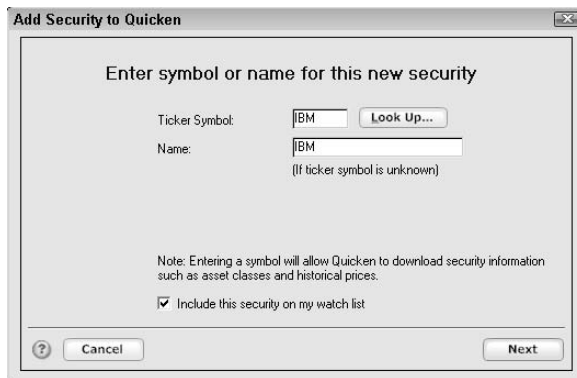 Add Security to Quicken
Enter symbol or name for this new security
Ticker Symbol: IBM Look Up...
Name: IBM
(If ticker symbol is unknown)
Note: Entering a symbol will allow Quicken to download security information
such as asset classes and historical prices.
Include this security on my watch list
? Cancel Next